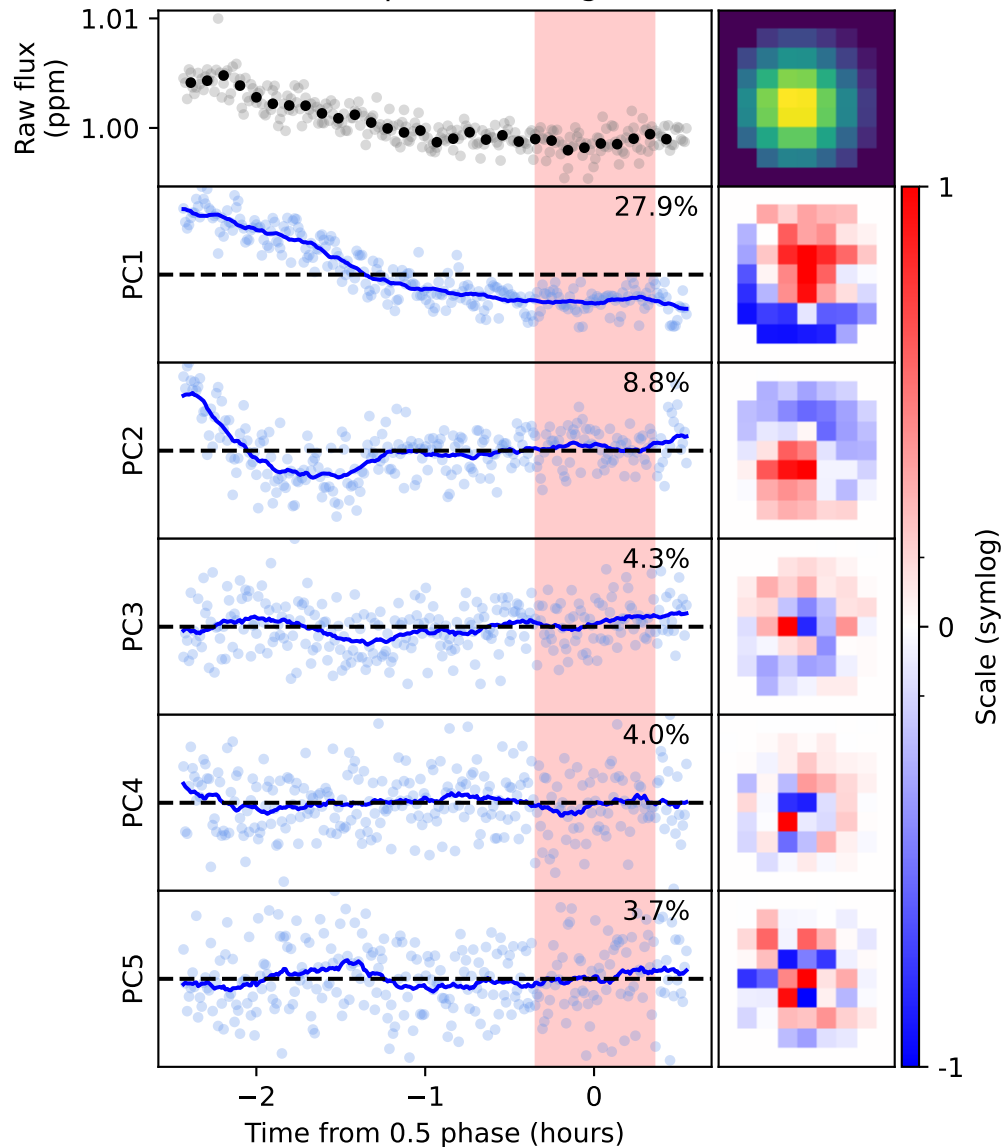 1.01
1.00
Raw flux
(ppm)
PC1
27.9%
1
PC2
8.8%
PC3
4.3%
0
Scale (symlog)
PC4
4.0%
PC5
3.7%
-1
−2
−1
0
Time from 0.5 phase (hours)